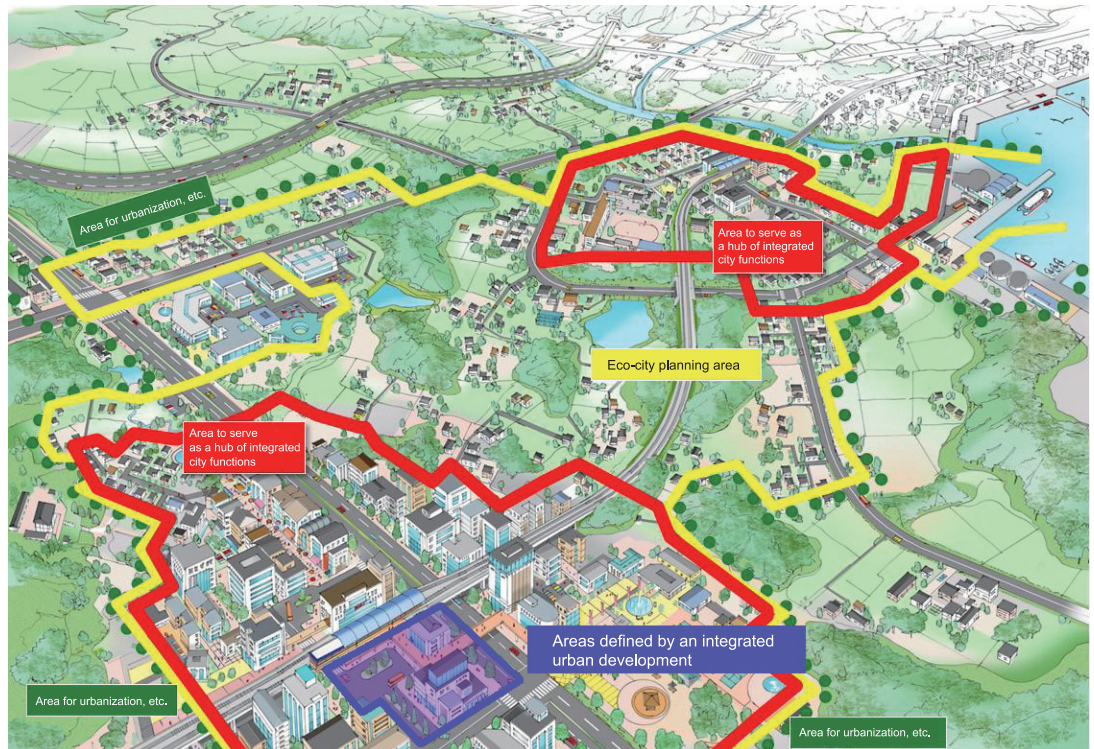 Area for urbanization, etc.
Area to serve as
a hub of integrated
city functions
Eco-city planning area
Area to serve
as a hub of integrated
city functions
Areas defined by an integrated
urban development
Area for urbanization, etc.
Area for urbanization, etc.